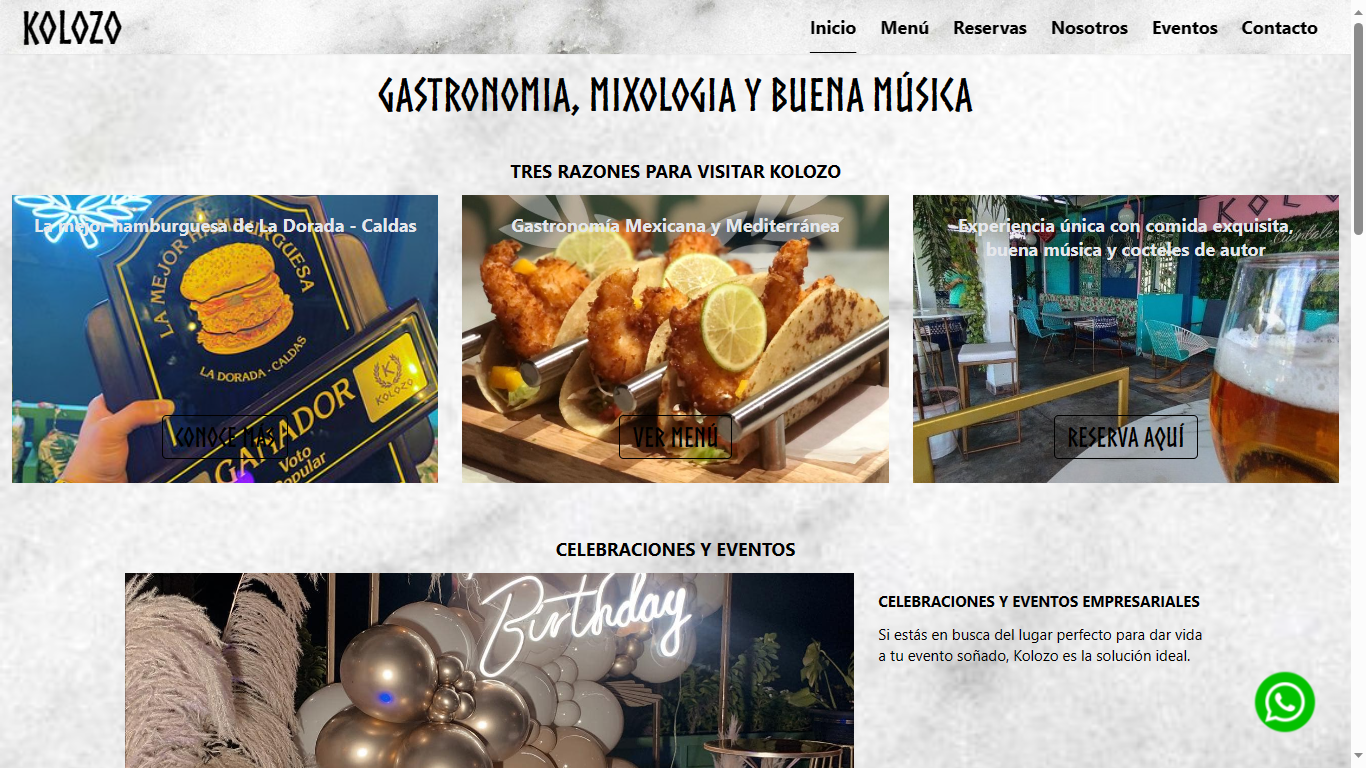 KOLOZO
Inicio Menú Reservas Nosotros Eventos Contacto
GASTRONOMIA, MIXOLOGIA Y BUENA MÚSICA
TRES RAZONES PARA VISITAR KOLOZO
La mejor hamburguesa de La Dorada - Caldas
LA MEJOR HAMBURGUESA
LA DORADA - CALDAS
KOLOZO
GANADOR
Voto
Popular
CONOCE MÁS
Gastronomía Mexicana y Mediterránea
VER MENÚ
Experiencia única con comida exquisita,
buena música y cocteles de autor
RESERVA AQUÍ
CELEBRACIONES Y EVENTOS
Birthday
CELEBRACIONES Y EVENTOS EMPRESARIALES
Si estás en busca del lugar perfecto para dar vida
a tu evento soñado, Kolozo es la solución ideal.